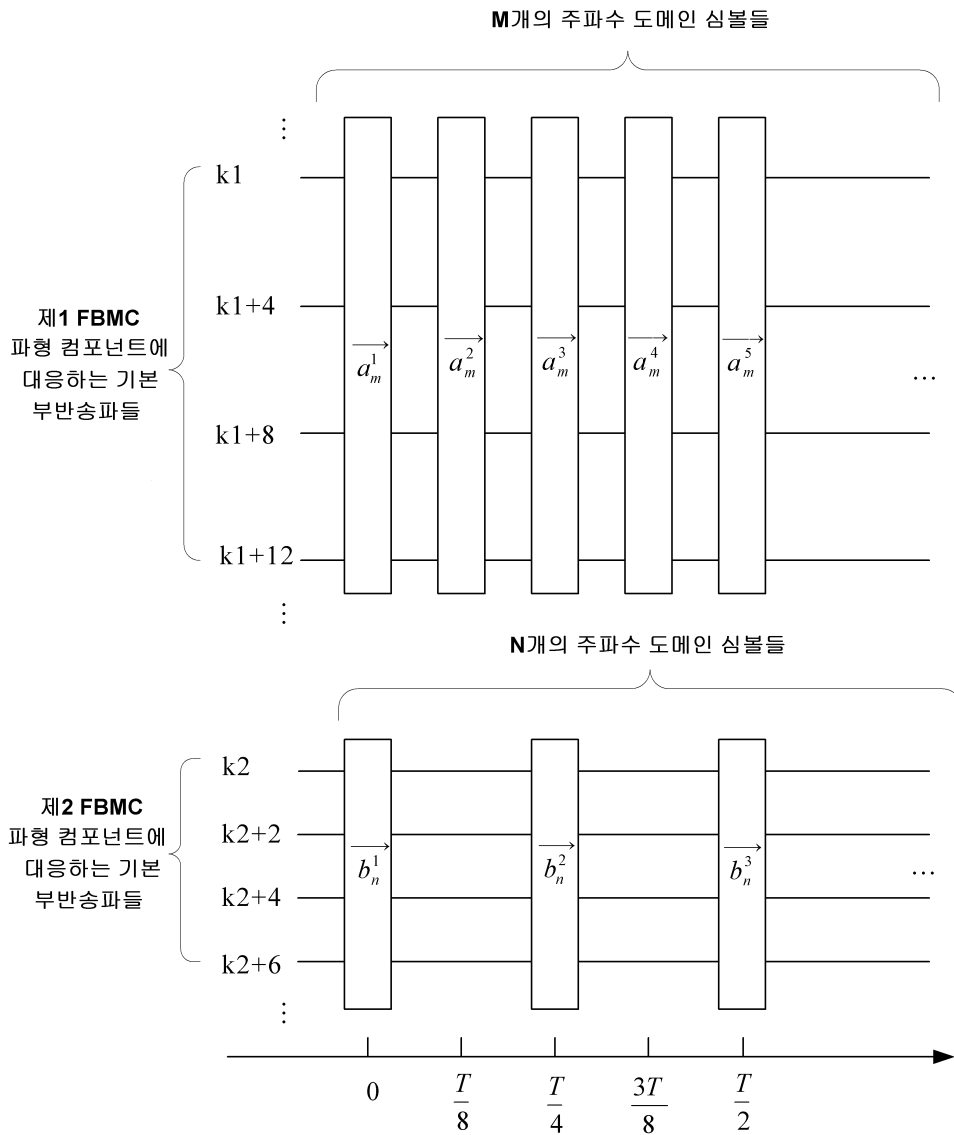 M개의 주파수 도메인 심볼들
⋮
k1
k1+4
k1+8
k1+12
⋮
제1 FBMC
파형 컴포넌트에
대응하는 기본
부반송파들
a_m^1
a_m^2
a_m^3
a_m^4
a_m^5
...
N개의 주파수 도메인 심볼들
k2
k2+2
k2+4
k2+6
⋮
제2 FBMC
파형 컴포넌트에
대응하는 기본
부반송파들
b_n^1
b_n^2
b_n^3
...
0
T/8
T/4
3T/8
T/2